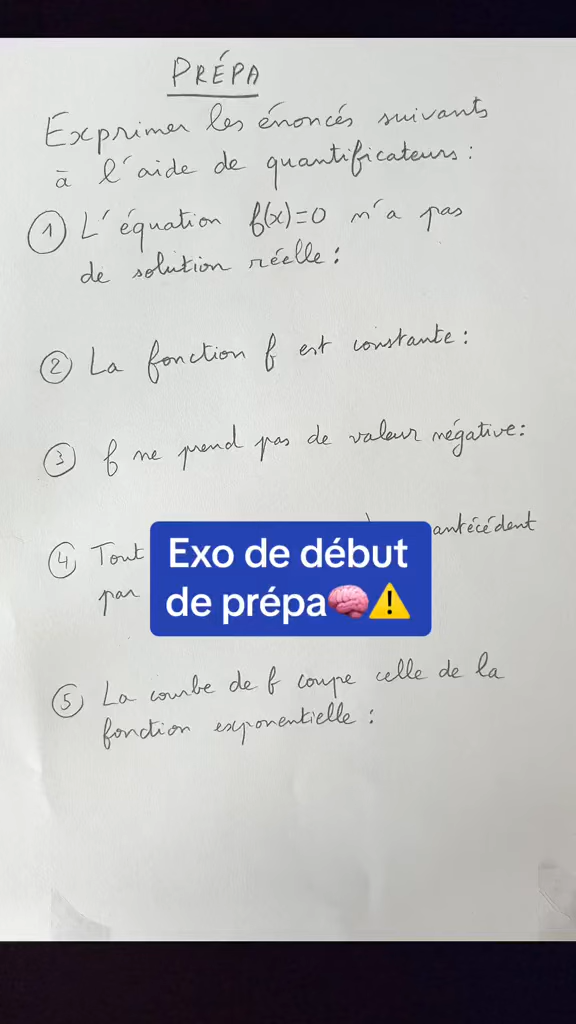 PRÉPA
Exprimer les énoncés suivants
à l'aide de quantificateurs :
① L'équation f(x)=0 n'a pas
de solution réelle :
② La fonction f est constante :
③ f ne prend pas de valeur négative :
④ Tout antécédent
par
Exo de début
de prépa🧠⚠️
⑤ La courbe de f coupe celle de la
fonction exponentielle :